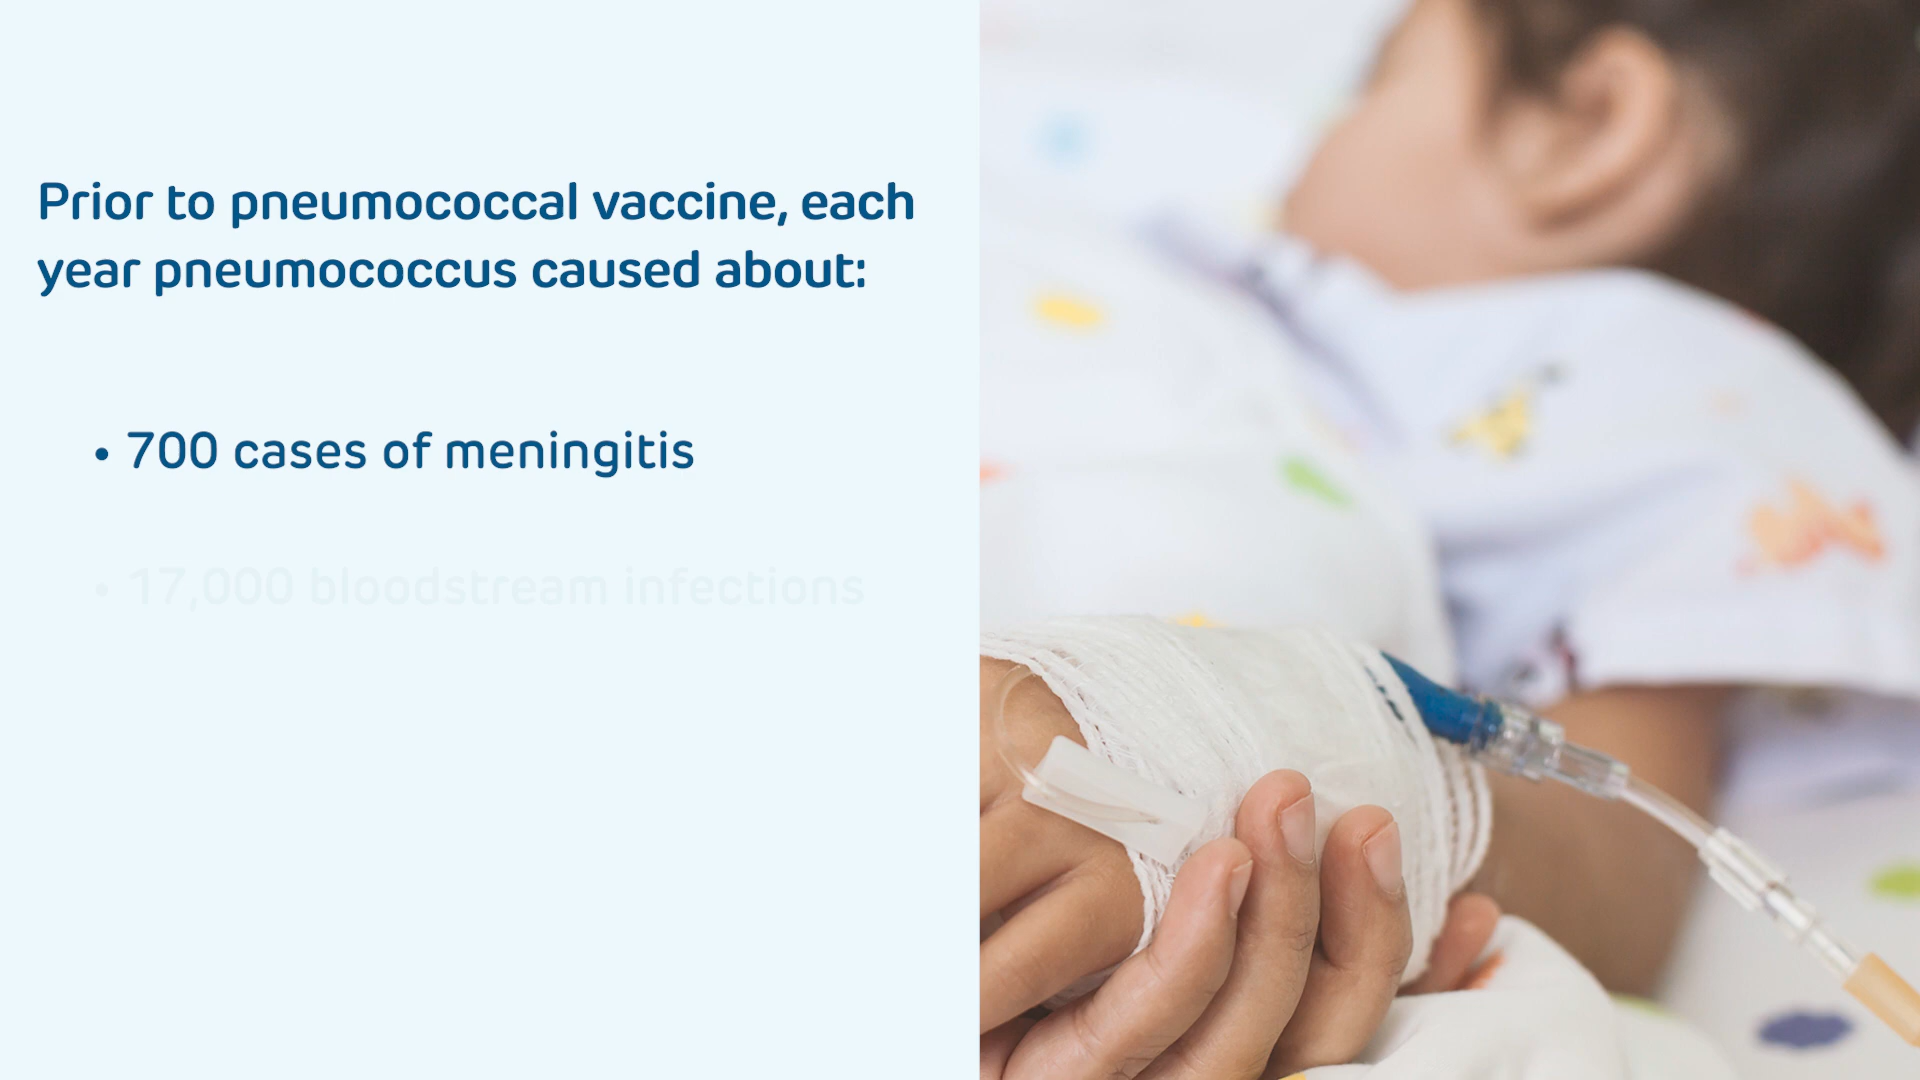 Prior to pneumococcal vaccine, each
year pneumococcus caused about:
• 700 cases of meningitis
• 17,000 bloodstream infections